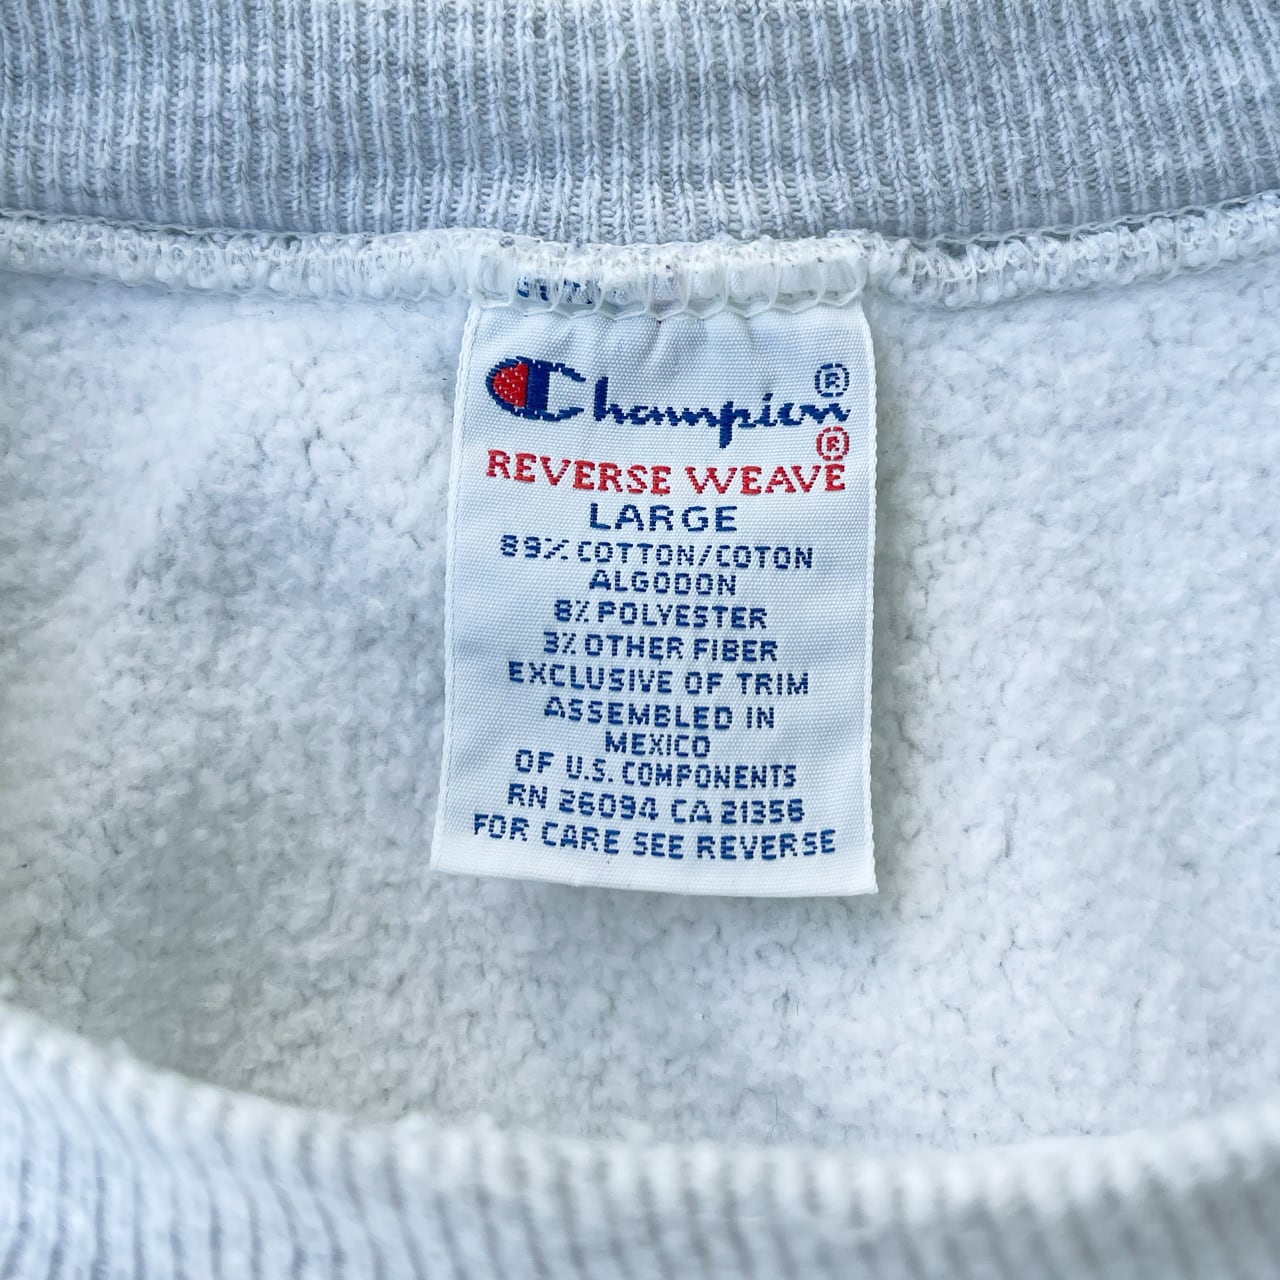 Champion®
REVERSE WEAVE®
LARGE
89% COTTON/COTON
ALGODON
8% POLYESTER
3% OTHER FIBER
EXCLUSIVE OF TRIM
ASSEMBLED IN
MEXICO
OF U.S. COMPONENTS
RN 26094 CA 21356
FOR CARE SEE REVERSE